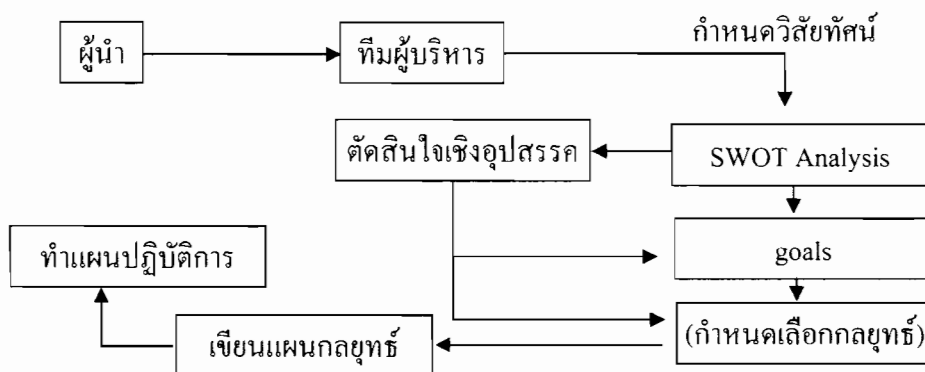 กำหนดวิสัยทัศน์
ผู้นำ
ทีมผู้บริหาร
ตัดสินใจเชิงอุปสรรค
SWOT Analysis
ทำแผนปฏิบัติการ
goals
(กำหนดเลือกกลยุทธ์)
เขียนแผนกลยุทธ์